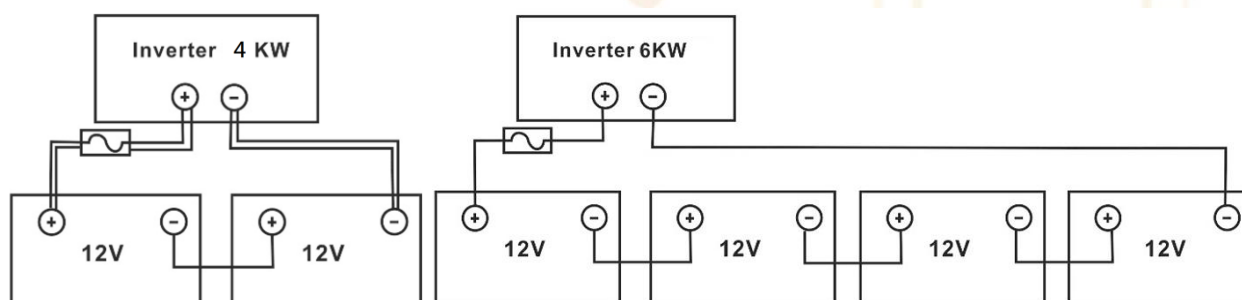 Inverter 4 KW
+ −
+ − + −
12V 12V
Inverter 6KW
+ −
+ − + − + − + −
12V 12V 12V 12V